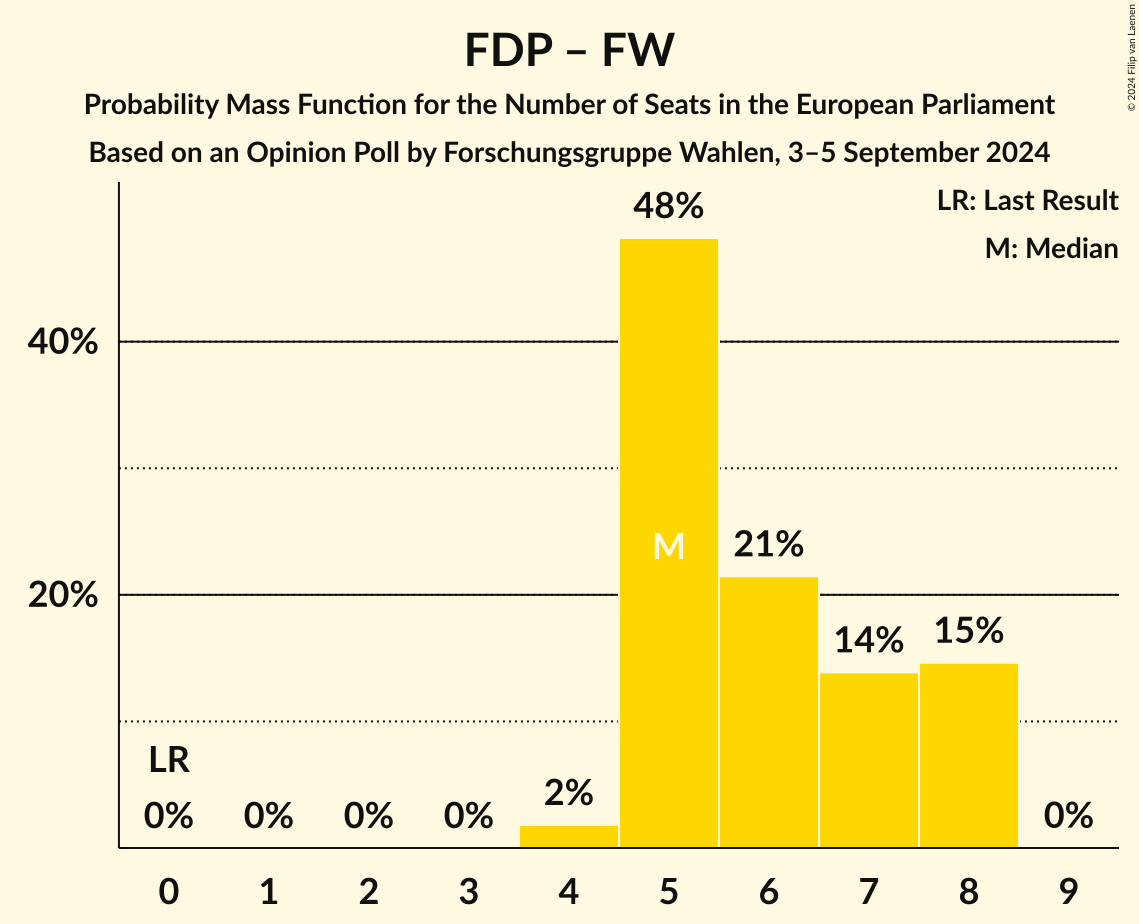 FDP – FW
Probability Mass Function for the Number of Seats in the European Parliament
Based on an Opinion Poll by Forschungsgruppe Wahlen, 3–5 September 2024
© 2024 Filip van Laenen
LR: Last Result
M: Median
48%
40%
M
21%
20%
14%
15%
LR
0%
0%
0%
0%
2%
0%
0 1 2 3 4 5 6 7 8 9